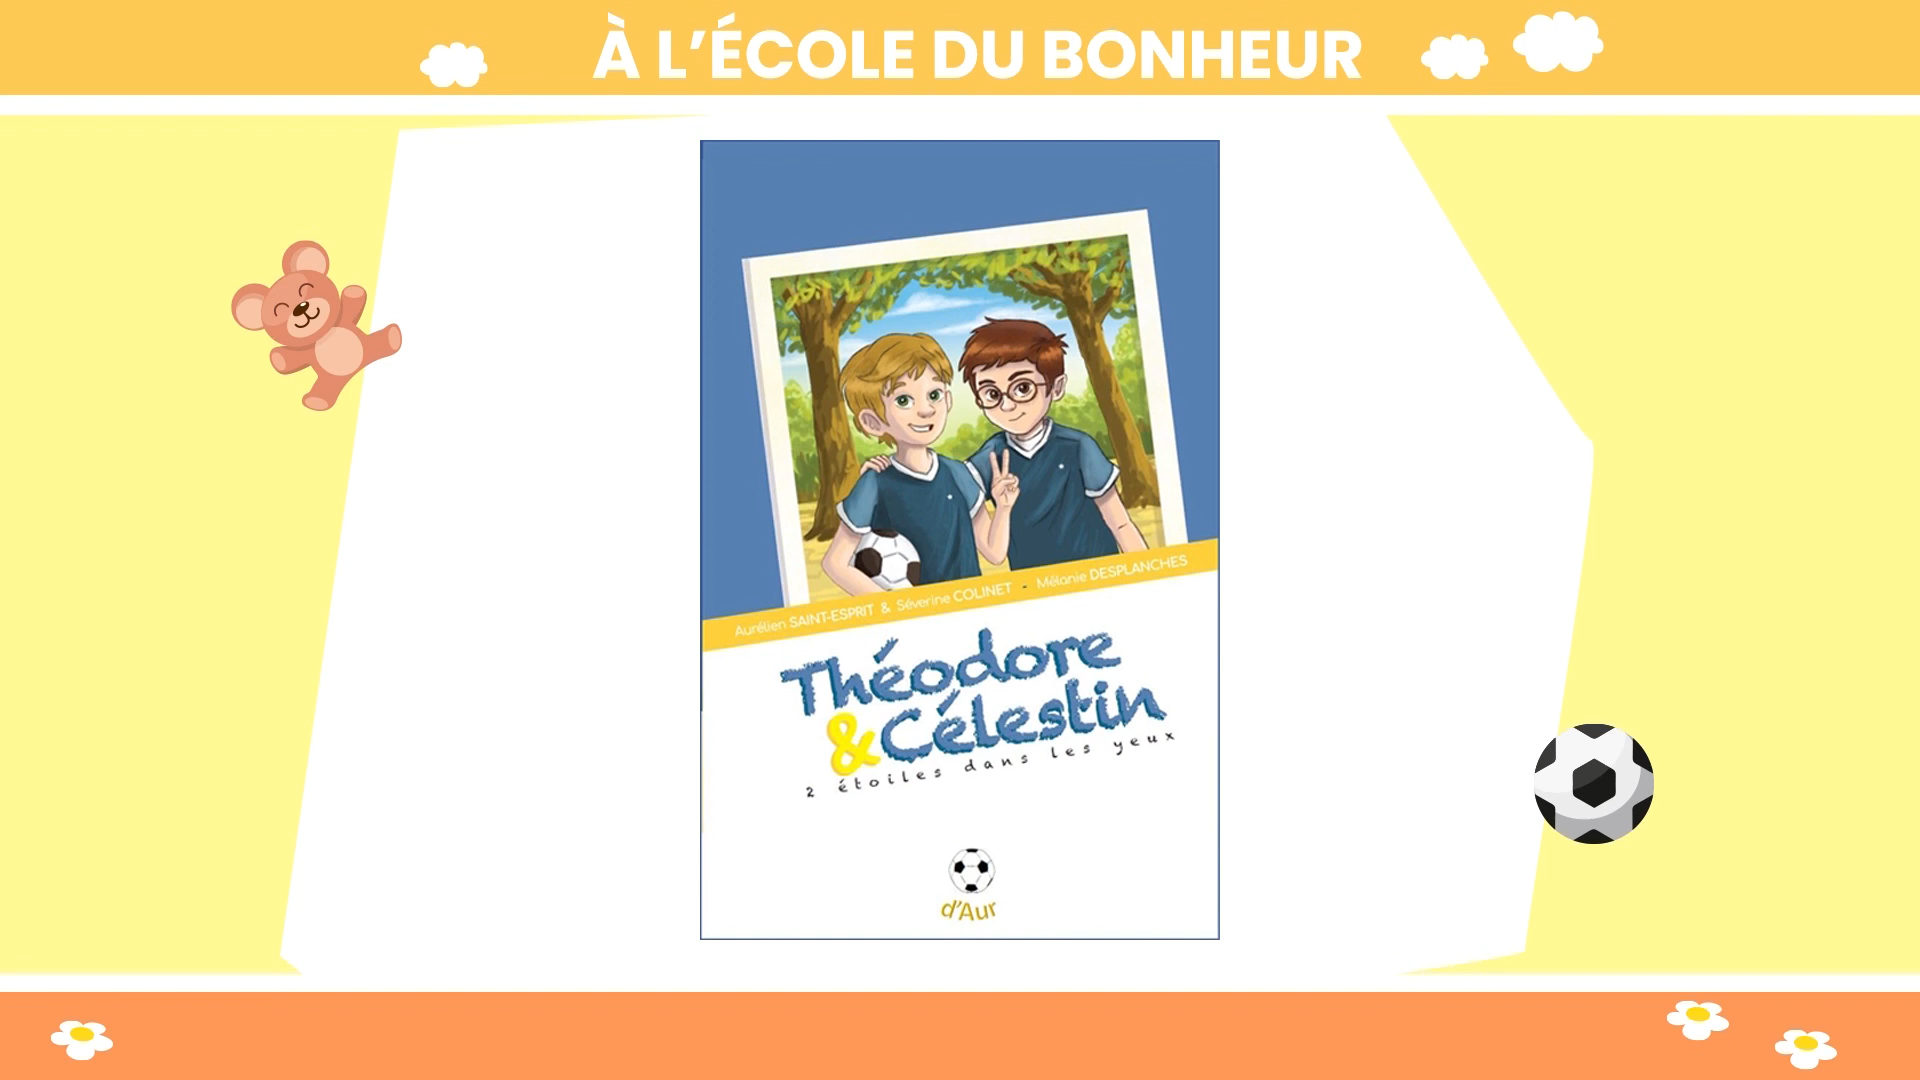 À L’ÉCOLE DU BONHEUR
Aurélien SAINT-ESPRIT & Séverine COLINET - Mélanie DESPLANCHES
Théodore
&Célestin
2 étoiles dans les yeux
d'Aur